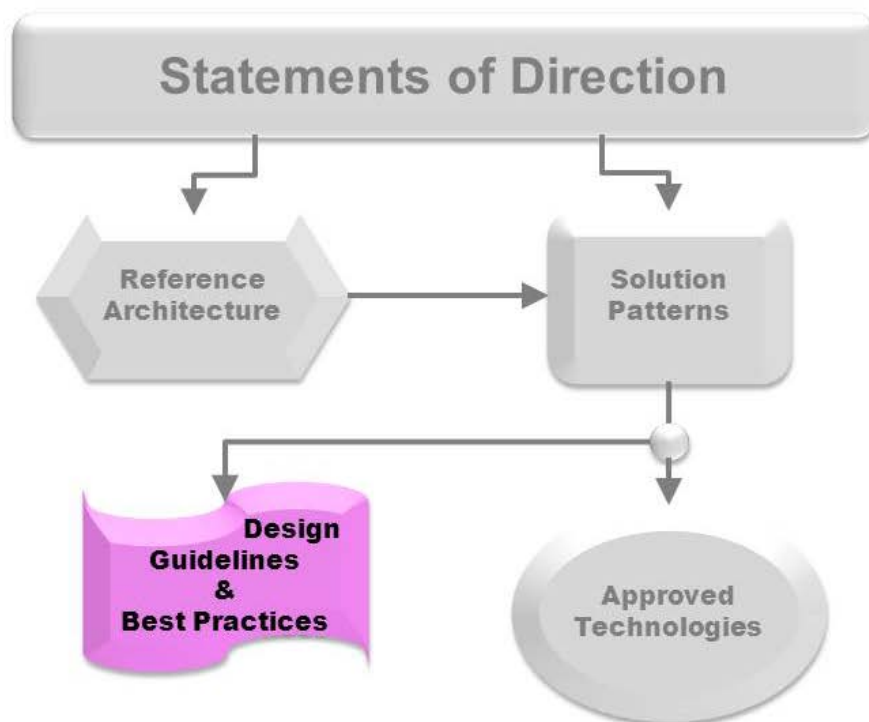 Statements of Direction
Reference
Architecture
Solution
Patterns
Design
Guidelines
&
Best Practices
Approved
Technologies